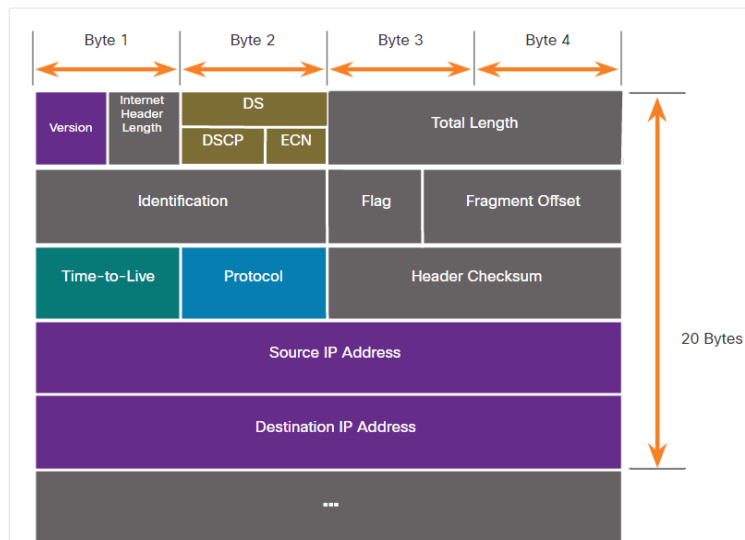 Byte 1
Byte 2
Byte 3
Byte 4
Version
Internet
Header
Length
DS
DSCP
ECN
Total Length
Identification
Flag
Fragment Offset
Time-to-Live
Protocol
Header Checksum
Source IP Address
20 Bytes
Destination IP Address
...